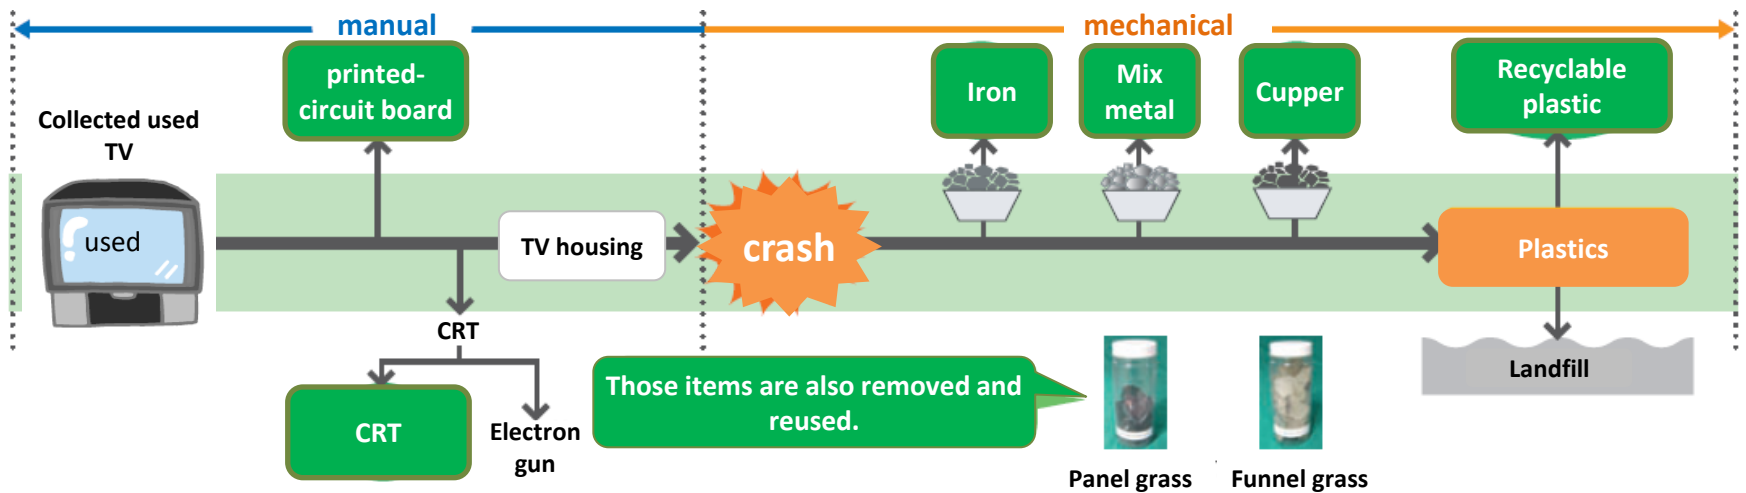 manual
mechanical
printed-
circuit board
Iron
Mix
metal
Cupper
Recyclable
plastic
Collected used
TV
used
TV housing
crash
Plastics
CRT
Landfill
CRT
Electron
gun
Those items are also removed and
reused.
Panel grass
Funnel grass